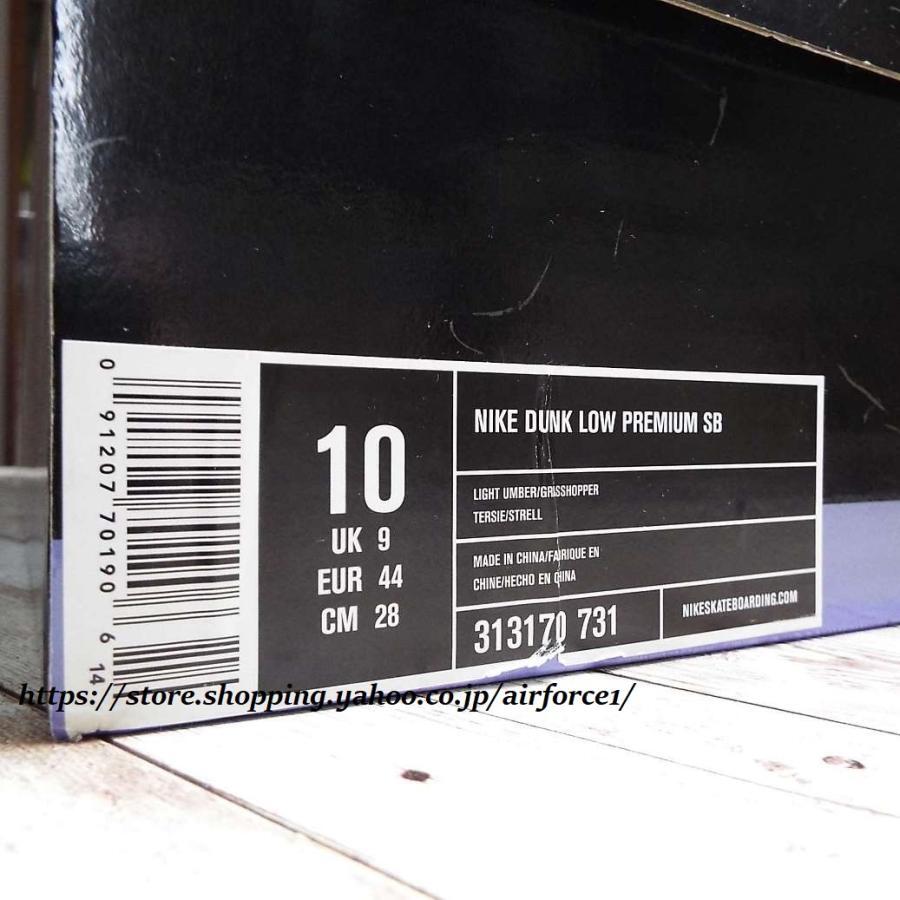 0 91207 70190 6 14
10
UK 9
EUR 44
CM 28
NIKE DUNK LOW PREMIUM SB
LIGHT UMBER/GRSSHOPPER
TERSIE/STRELL
MADE IN CHINA/FABRIQUE EN
CHINE/HECHO EN CHINA
313170 731
NIKESKATEBOARDING.COM
https://store.shopping.yahoo.co.jp/airforce1/